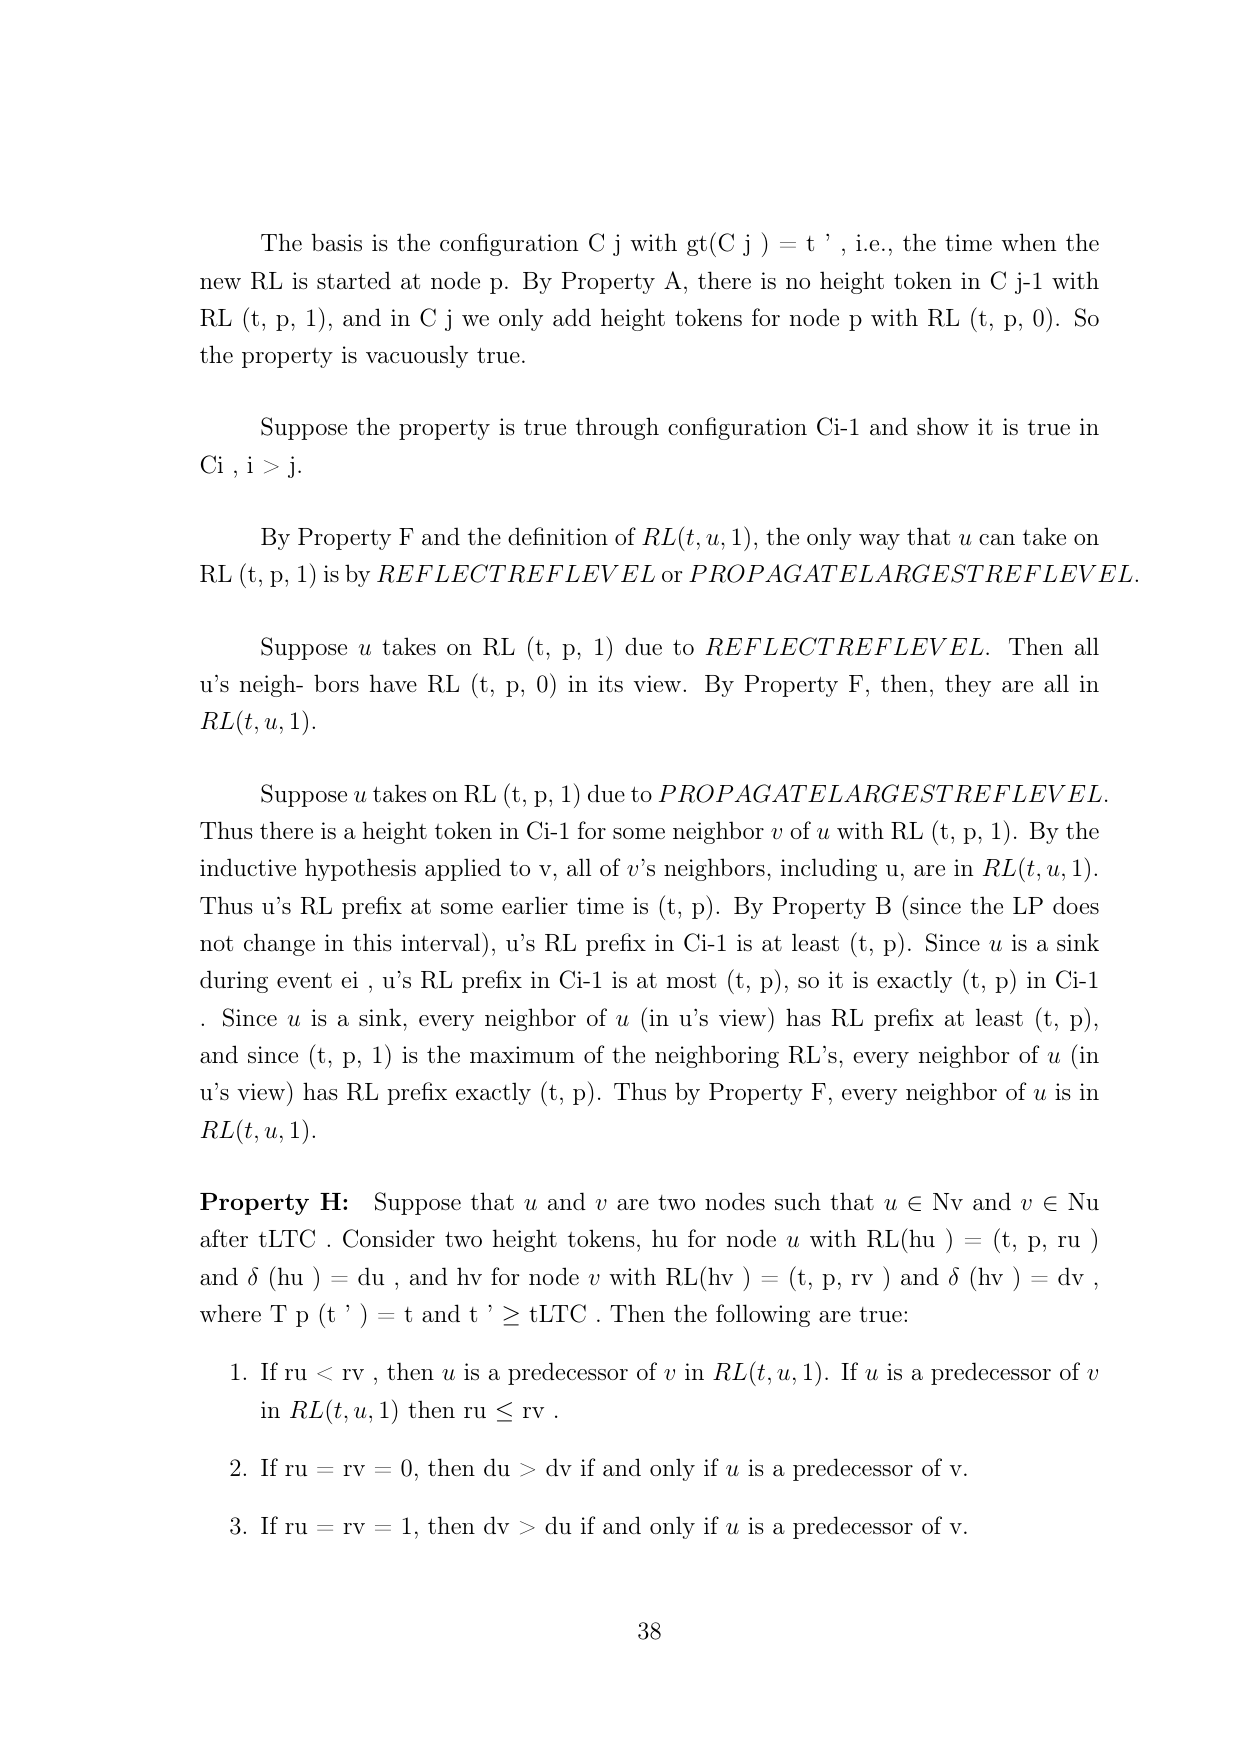 The basis is the configuration C j with gt(C j ) = t ’ , i.e., the time when the
new RL is started at node p. By Property A, there is no height token in C j-1 with
RL (t, p, 1), and in C j we only add height tokens for node p with RL (t, p, 0). So
the property is vacuously true.
Suppose the property is true through configuration Ci-1 and show it is true in
Ci , i > j.
By Property F and the definition of RL(t, u, 1), the only way that u can take on
RL (t, p, 1) is by REFLECTREFLEVEL or PROPAGATELARGESTREFLEVEL.
Suppose u takes on RL (t, p, 1) due to REFLECTREFLEVEL. Then all
u’s neigh- bors have RL (t, p, 0) in its view. By Property F, then, they are all in
RL(t, u, 1).
Suppose u takes on RL (t, p, 1) due to PROPAGATELARGESTREFLEVEL.
Thus there is a height token in Ci-1 for some neighbor v of u with RL (t, p, 1). By the
inductive hypothesis applied to v, all of v’s neighbors, including u, are in RL(t, u, 1).
Thus u’s RL prefix at some earlier time is (t, p). By Property B (since the LP does
not change in this interval), u’s RL prefix in Ci-1 is at least (t, p). Since u is a sink
during event ei , u’s RL prefix in Ci-1 is at most (t, p), so it is exactly (t, p) in Ci-1
. Since u is a sink, every neighbor of u (in u’s view) has RL prefix at least (t, p),
and since (t, p, 1) is the maximum of the neighboring RL’s, every neighbor of u (in
u’s view) has RL prefix exactly (t, p). Thus by Property F, every neighbor of u is in
RL(t, u, 1).
Property H: Suppose that u and v are two nodes such that u ∈ Nv and v ∈ Nu
after tLTC . Consider two height tokens, hu for node u with RL(hu ) = (t, p, ru )
and δ (hu ) = du , and hv for node v with RL(hv ) = (t, p, rv ) and δ (hv ) = dv ,
where T p (t ’ ) = t and t ’ ≥ tLTC . Then the following are true:
1. If ru < rv , then u is a predecessor of v in RL(t, u, 1). If u is a predecessor of v
in RL(t, u, 1) then ru ≤ rv .
2. If ru = rv = 0, then du > dv if and only if u is a predecessor of v.
3. If ru = rv = 1, then dv > du if and only if u is a predecessor of v.
38